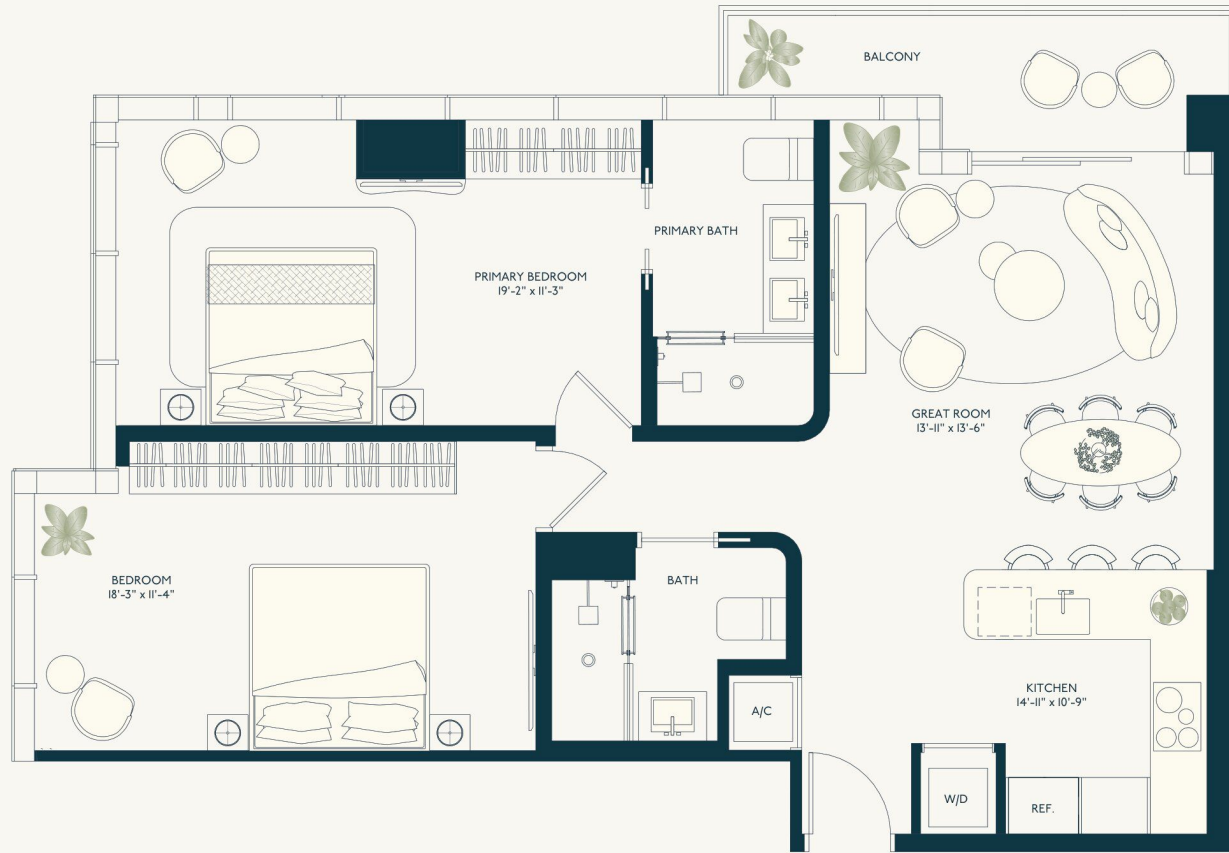 BALCONY
PRIMARY BATH
PRIMARY BEDROOM
19'-2" x 11'-3"
GREAT ROOM
13'-11" x 13'-6"
BEDROOM
18'-3" x 11'-4"
BATH
KITCHEN
14'-11" x 10'-9"
A/C
W/D
REF.